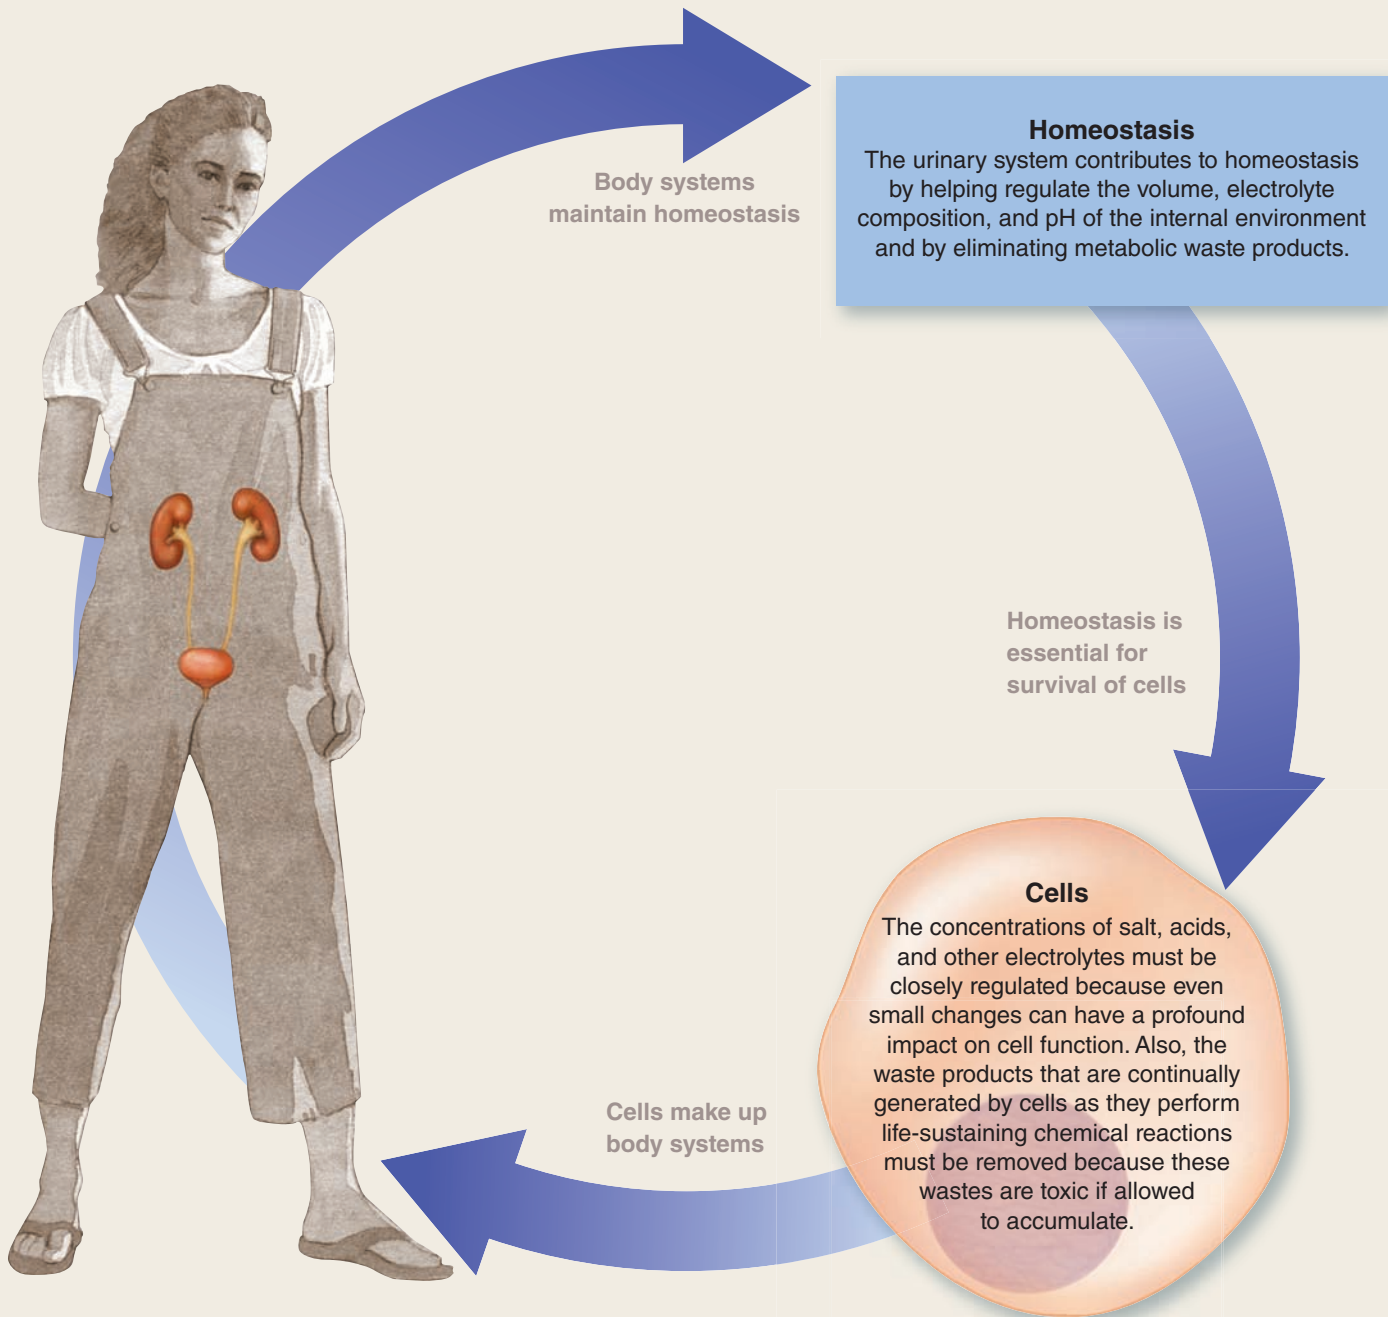 Homeostasis
The urinary system contributes to homeostasis
by helping regulate the volume, electrolyte
composition, and pH of the internal environment
and by eliminating metabolic waste products.
Body systems
maintain homeostasis
Homeostasis is
essential for
survival of cells
Cells
The concentrations of salt, acids,
and other electrolytes must be
closely regulated because even
small changes can have a profound
impact on cell function. Also, the
waste products that are continually
generated by cells as they perform
life-sustaining chemical reactions
must be removed because these
wastes are toxic if allowed
to accumulate.
Cells make up
body systems